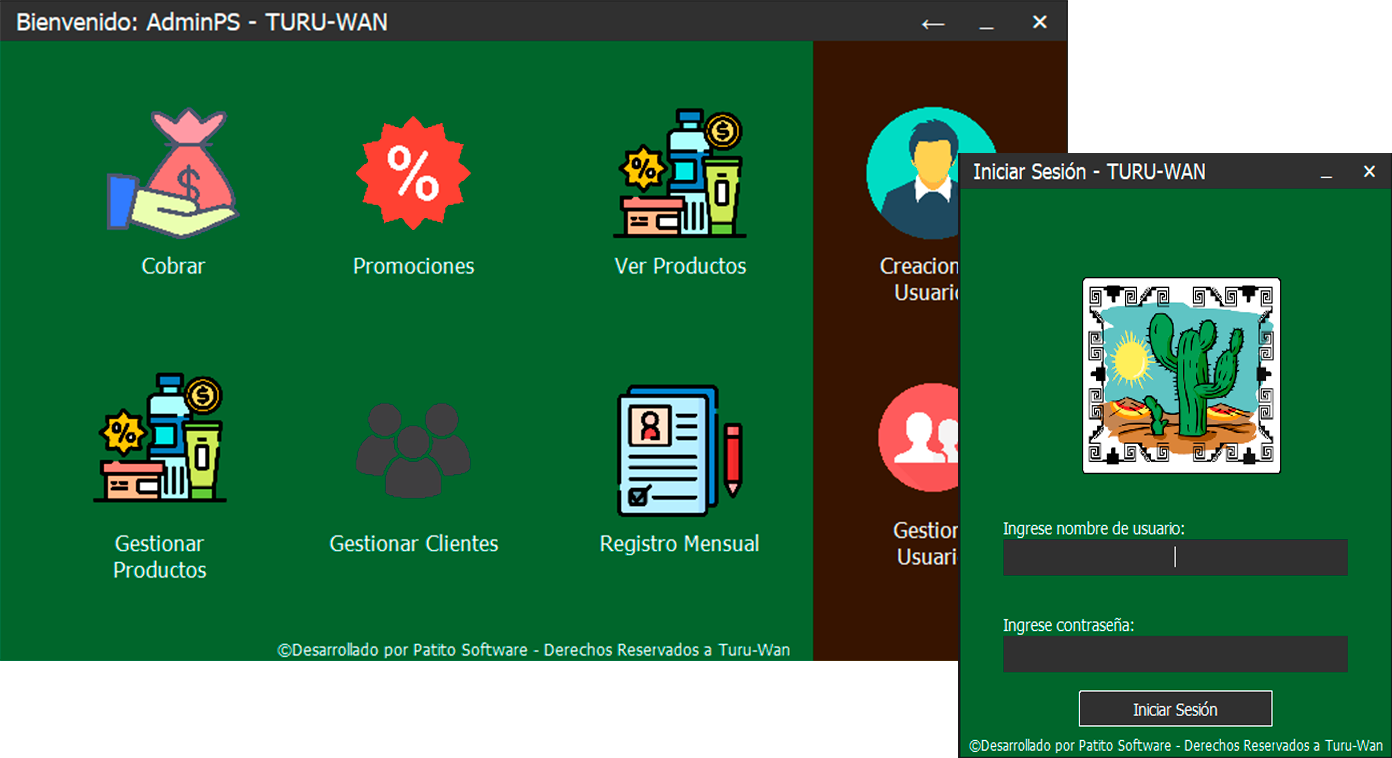 Bienvenido: AdminPS - TURU-WAN
Cobrar
Promociones
Ver Productos
Gestionar
Productos
Gestionar Clientes
Registro Mensual
©Desarrollado por Patito Software - Derechos Reservados a Turu-Wan
Creacion
Usuario
Gestion
Usuari
Iniciar Sesión - TURU-WAN
Ingrese nombre de usuario:
Ingrese contraseña:
Iniciar Sesión
©Desarrollado por Patito Software - Derechos Reservados a Turu-Wan